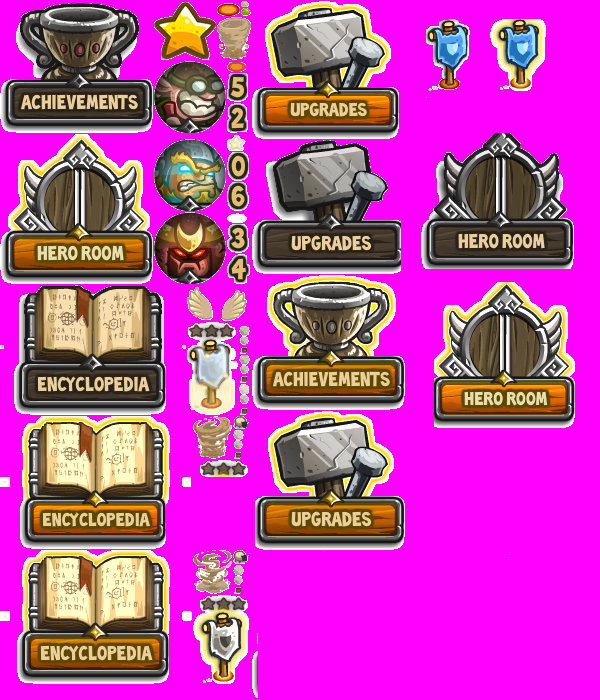 ACHIEVEMENTS
5
2
UPGRADES
0
6
HERO ROOM
UPGRADES
HERO ROOM
3
4
ENCYCLOPEDIA
ACHIEVEMENTS
HERO ROOM
ENCYCLOPEDIA
UPGRADES
ENCYCLOPEDIA